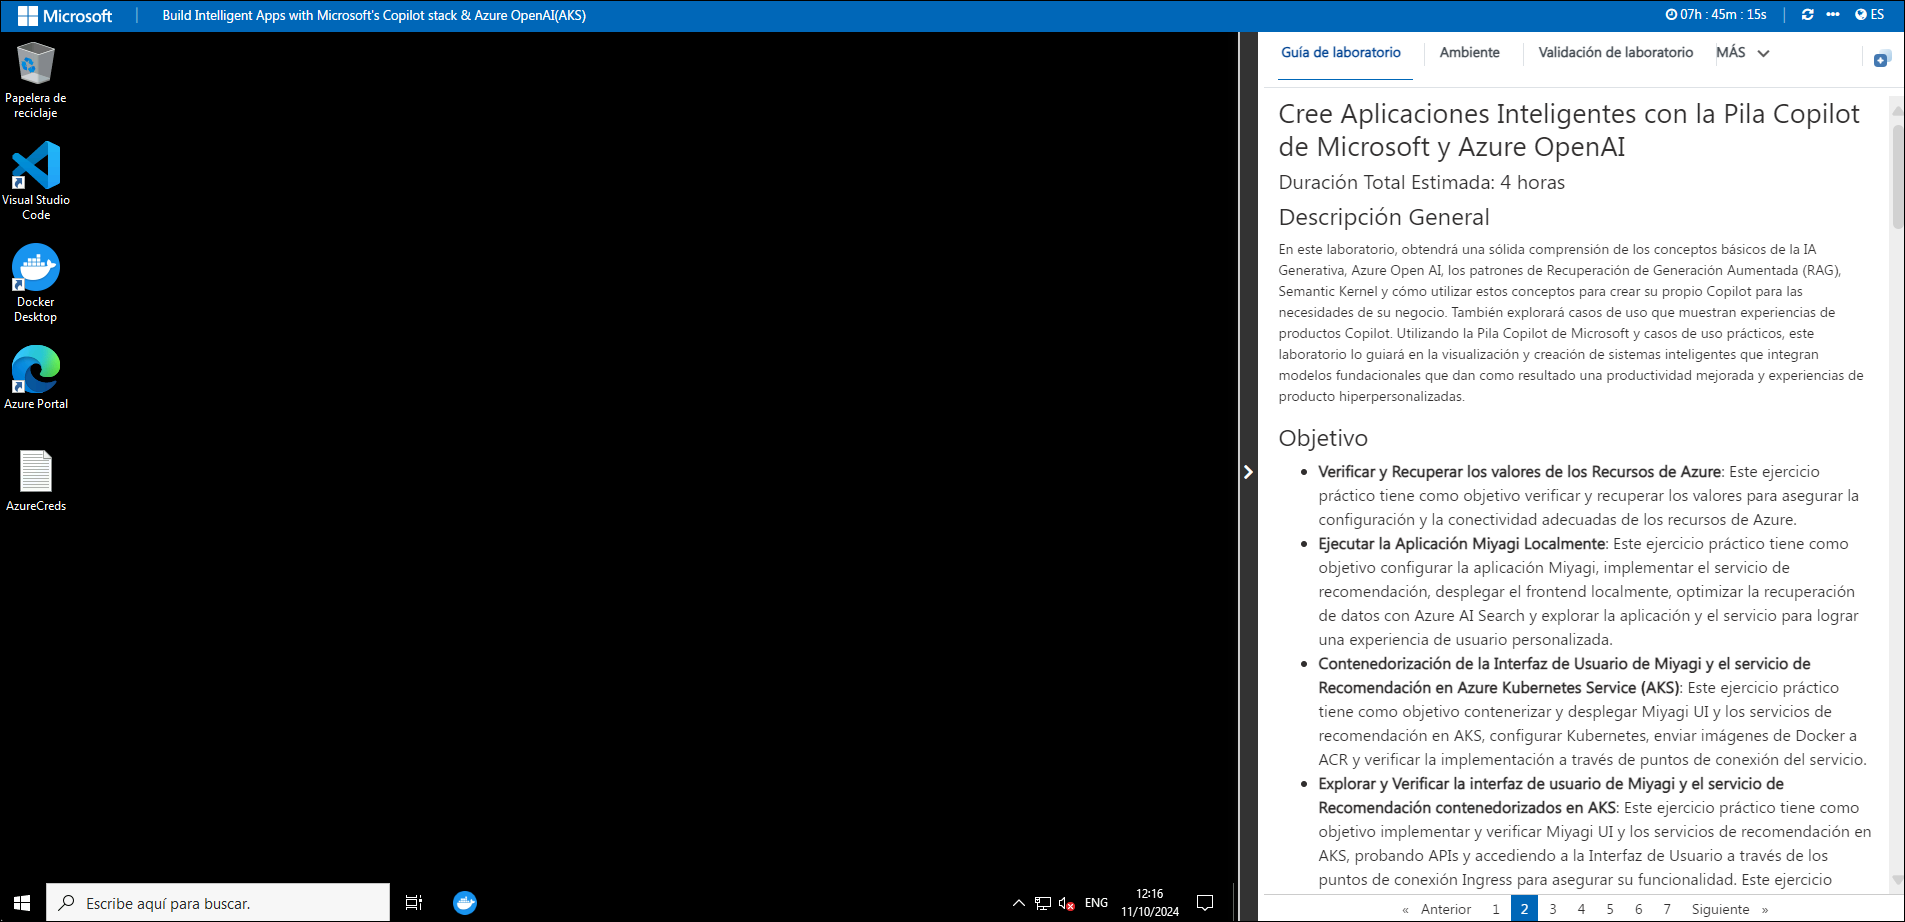 Microsoft
Build Intelligent Apps with Microsoft's Copilot stack & Azure OpenAI(AKS)
07h : 45m : 15s
ES
Papelera de
reciclaje
Visual Studio
Code
Docker
Desktop
Azure Portal
AzureCreds
Guía de laboratorio
Ambiente
Validación de laboratorio
MÁS
Cree Aplicaciones Inteligentes con la Pila Copilot
de Microsoft y Azure OpenAI
Duración Total Estimada: 4 horas
Descripción General
En este laboratorio, obtendrá una sólida comprensión de los conceptos básicos de la IA
Generativa, Azure Open AI, los patrones de Recuperación de Generación Aumentada (RAG),
Semantic Kernel y cómo utilizar estos conceptos para crear su propio Copilot para las
necesidades de su negocio. También explorará casos de uso que muestran experiencias de
productos Copilot. Utilizando la Pila Copilot de Microsoft y casos de uso prácticos, este
laboratorio lo guiará en la visualización y creación de sistemas inteligentes que integran
modelos fundacionales que dan como resultado una productividad mejorada y experiencias de
producto hiperpersonalizadas.
Objetivo
• Verificar y Recuperar los valores de los Recursos de Azure: Este ejercicio
práctico tiene como objetivo verificar y recuperar los valores para asegurar la
configuración y la conectividad adecuadas de los recursos de Azure.
• Ejecutar la Aplicación Miyagi Localmente: Este ejercicio práctico tiene como
objetivo configurar la aplicación Miyagi, implementar el servicio de
recomendación, desplegar el frontend localmente, optimizar la recuperación
de datos con Azure AI Search y explorar la aplicación y el servicio para lograr
una experiencia de usuario personalizada.
• Contenedorización de la Interfaz de Usuario de Miyagi y el servicio de
Recomendación en Azure Kubernetes Service (AKS): Este ejercicio práctico
tiene como objetivo contenerizar y desplegar Miyagi UI y los servicios de
recomendación en AKS, configurar Kubernetes, enviar imágenes de Docker a
ACR y verificar la implementación a través de puntos de conexión del servicio.
• Explorar y Verificar la interfaz de usuario de Miyagi y el servicio de
Recomendación contenedorizados en AKS: Este ejercicio práctico tiene como
objetivo implementar y verificar Miyagi UI y los servicios de recomendación en
AKS, probando APIs y accediendo a la Interfaz de Usuario a través de los
puntos de conexión Ingress para asegurar su funcionalidad. Este ejercicio
« Anterior 1 2 3 4 5 6 7 Siguiente »
Escribe aquí para buscar.
ENG
12:16
11/10/2024